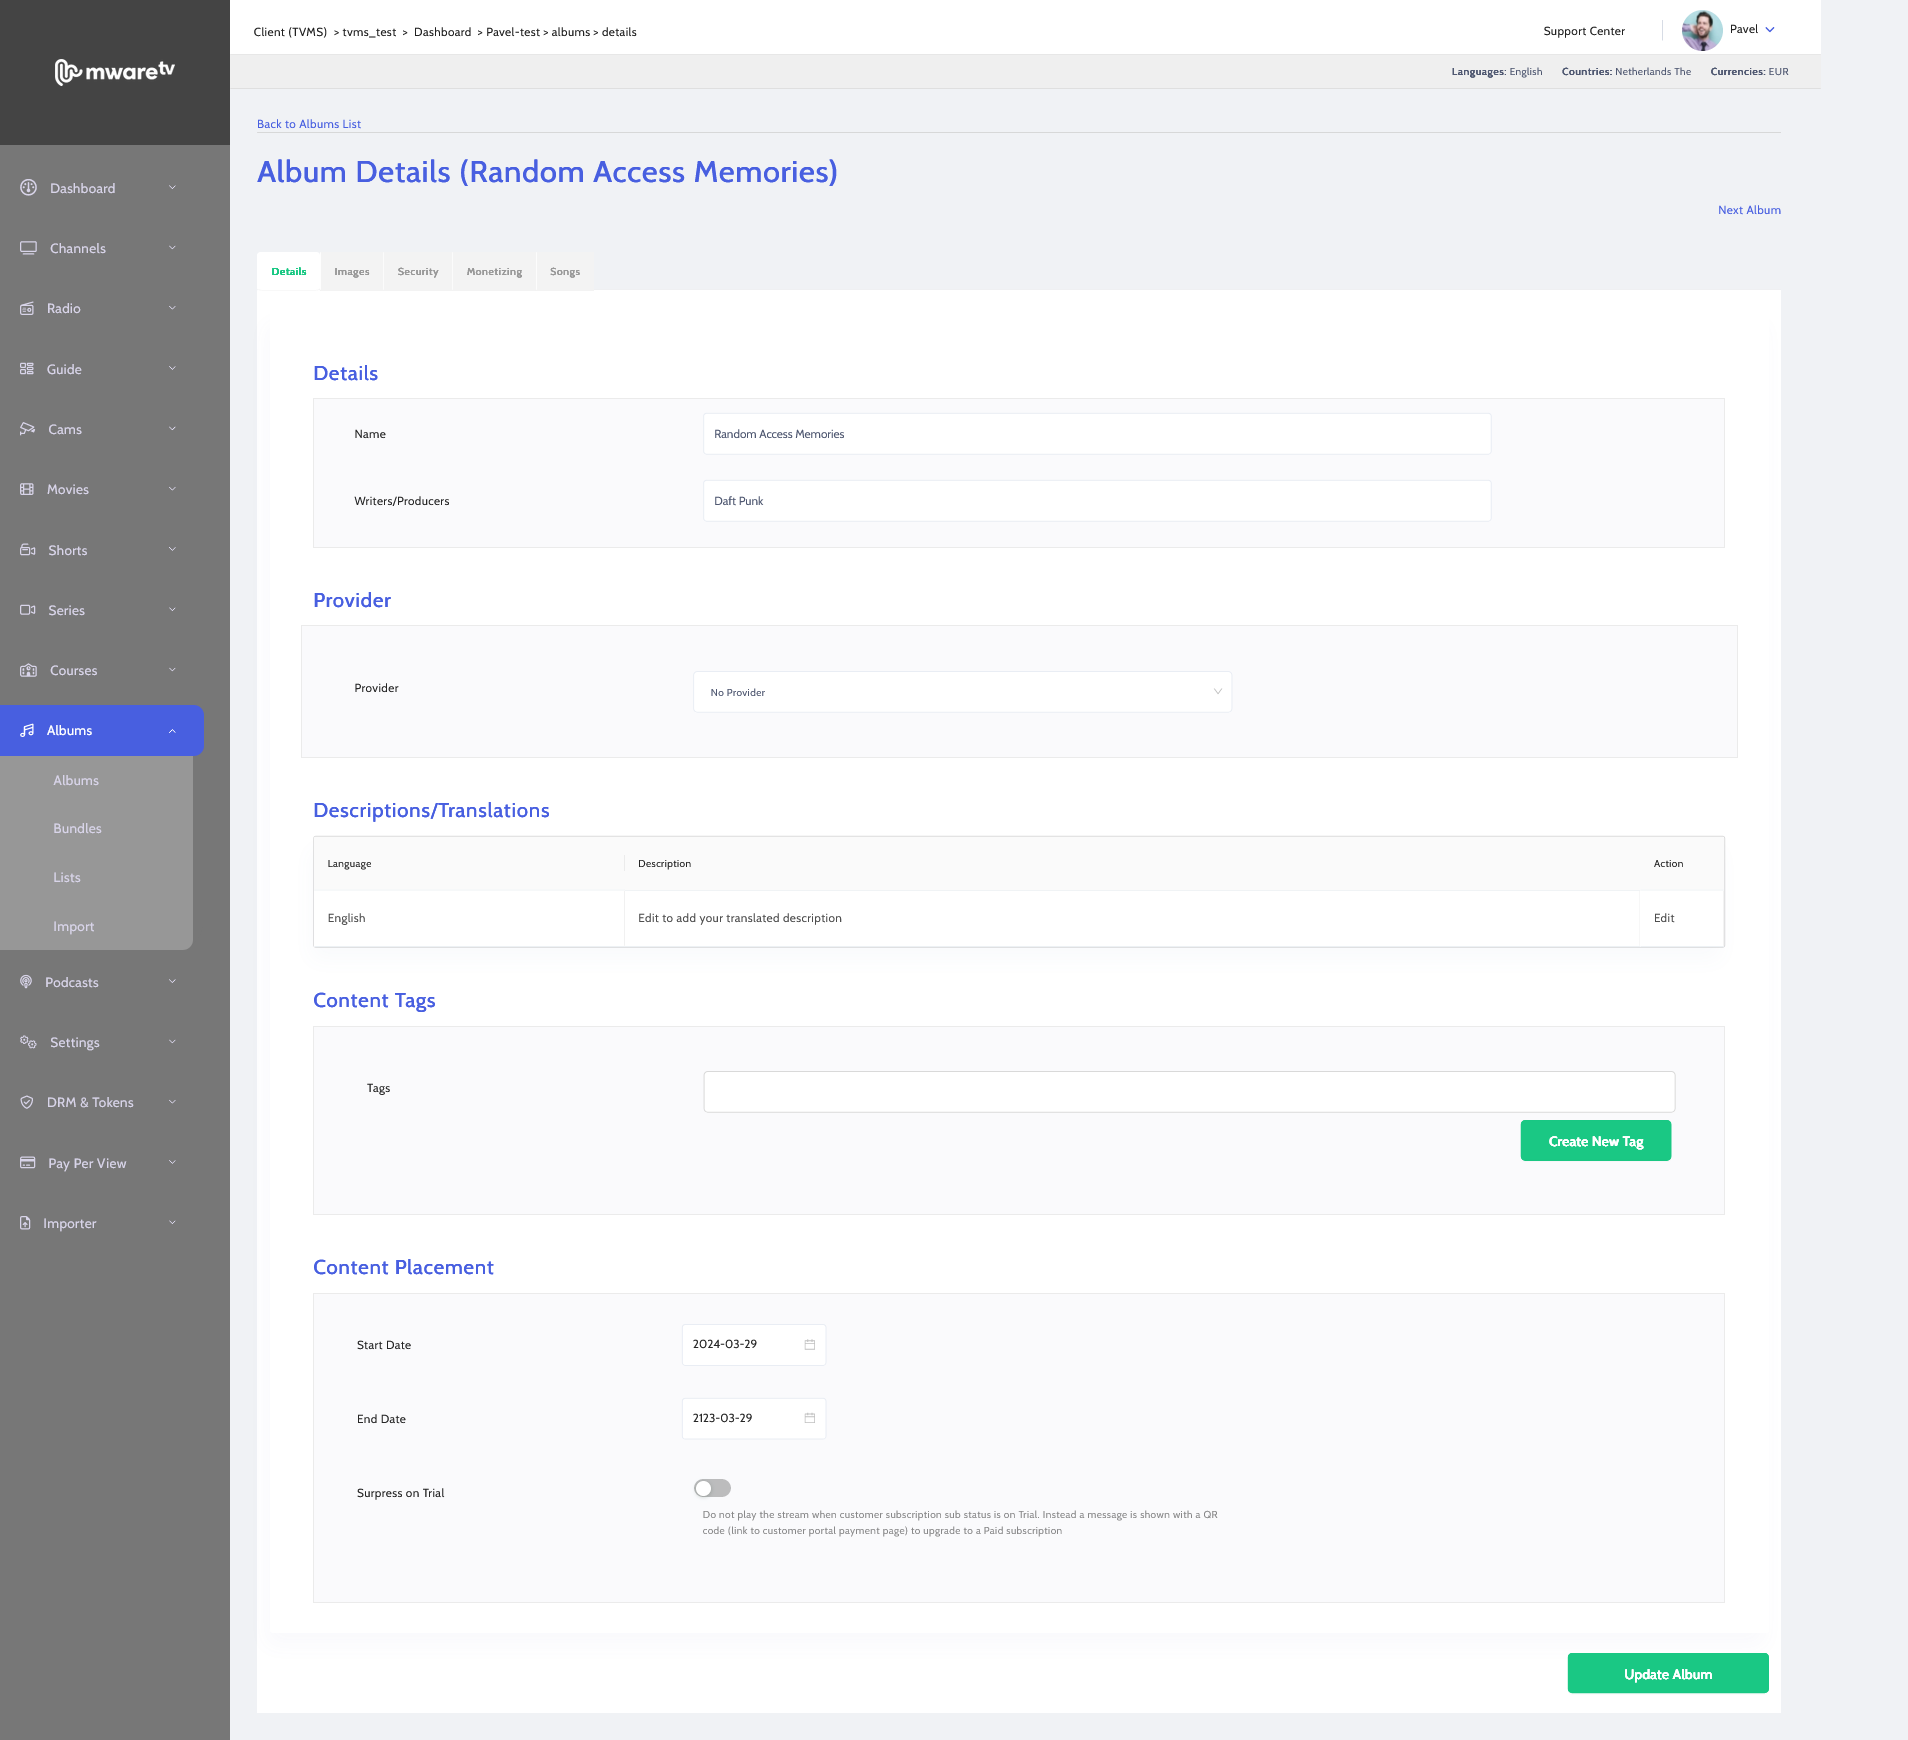 Client (TVMS) > tvms_test > Dashboard > Pavel-test > albums > details
Support Center
Pavel
mwaretv
Languages: English Countries: Netherlands The Currencies: EUR
Back to Albums List
Album Details (Random Access Memories)
Next Album
Dashboard
Channels
Radio
Guide
Cams
Movies
Shorts
Series
Courses
Albums
Albums
Bundles
Lists
Import
Podcasts
Settings
DRM & Tokens
Pay Per View
Importer
Details Images Security Monetizing Songs
Details
Name Random Access Memories
Writers/Producers Daft Punk
Provider
Provider No Provider
Descriptions/Translations
Language Description Action
English Edit to add your translated description Edit
Content Tags
Tags
Create New Tag
Content Placement
Start Date 2024-03-29
End Date 2123-03-29
Surpress on Trial
Do not play the stream when customer subscription sub status is on Trial. Instead a message is shown with a QR
code (link to customer portal payment page) to upgrade to a Paid subscription
Update Album